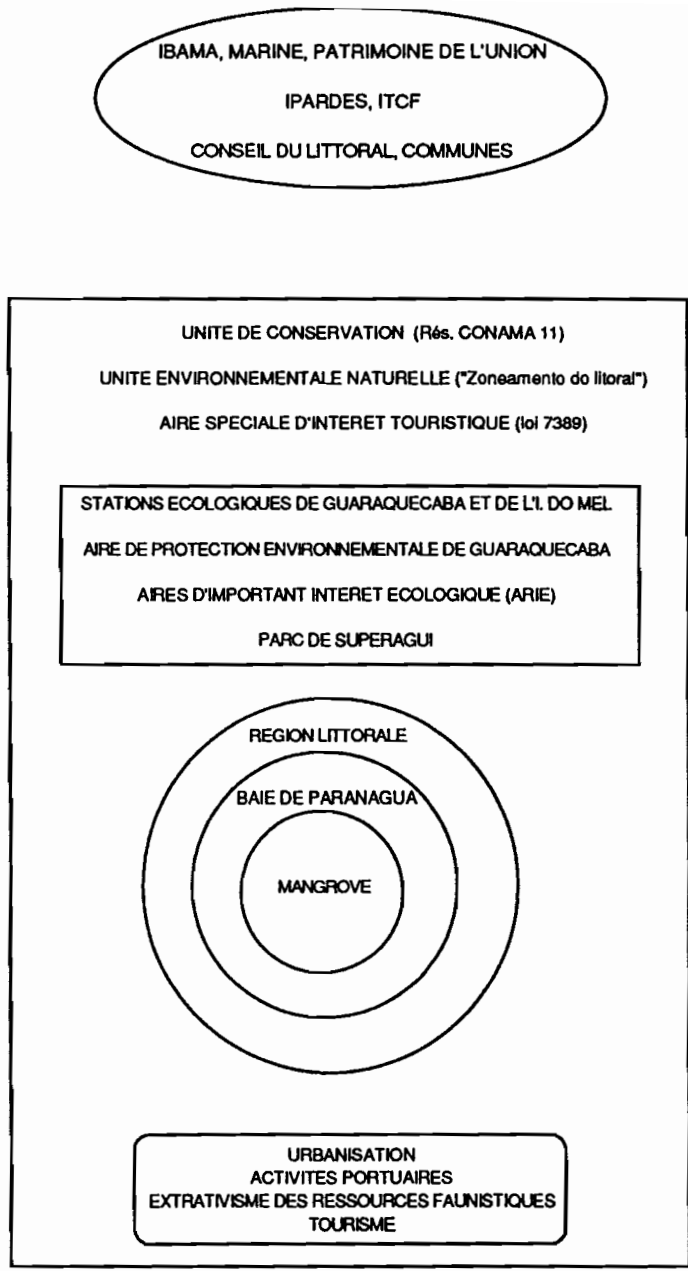 IBAMA, MARINE, PATRIMOINE DE L'UNION
IPARDES, ITCF
CONSEIL DU LITTORAL, COMMUNES
UNITE DE CONSERVATION (Rés. CONAMA 11)
UNITE ENVIRONNEMENTALE NATURELLE ("Zoneamento do litoral")
AIRE SPECIALE D'INTERET TOURISTIQUE (loi 7389)
STATIONS ECOLOGIQUES DE GUARAQUECABA ET DE L'I. DO MEL
AIRE DE PROTECTION ENVIRONNEMENTALE DE GUARAQUECABA
AIRES D'IMPORTANT INTERET ECOLOGIQUE (ARIE)
PARC DE SUPERAGUI
REGION LITTORALE
BAIE DE PARANAGUA
MANGROVE
URBANISATION
ACTIVITES PORTUAIRES
EXTRATIVISME DES RESSOURCES FAUNISTIQUES
TOURISME